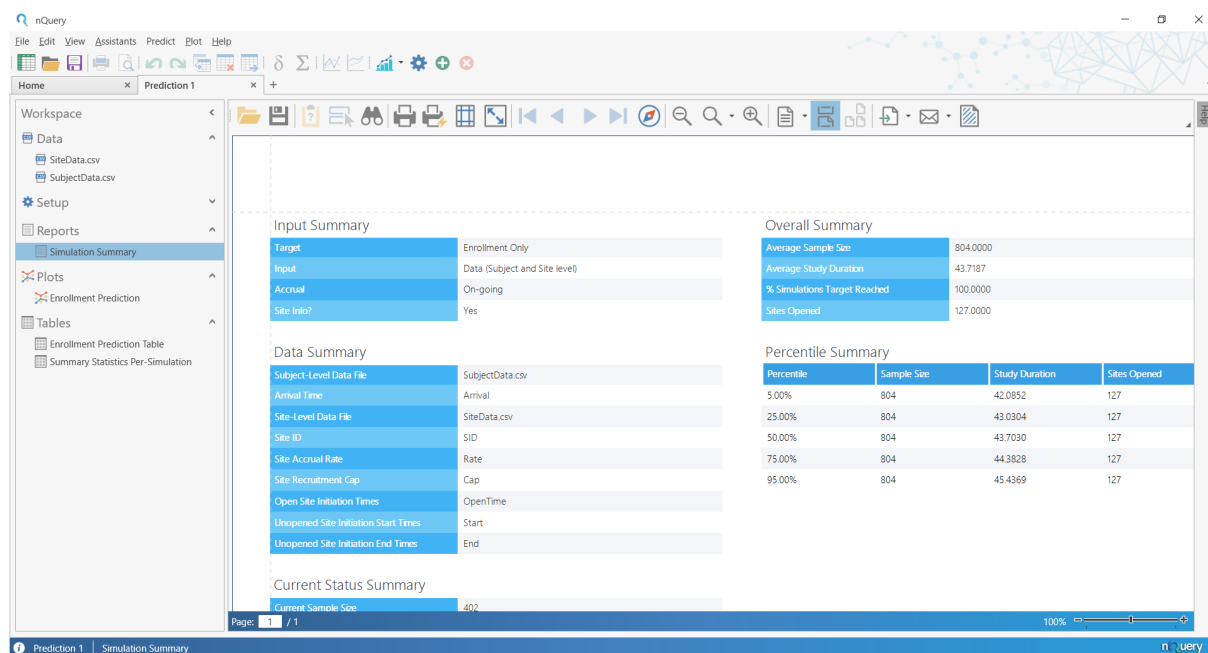 nQuery
File Edit View Assistants Predict Plot Help
Home × Prediction 1 × +
Workspace
Data
SiteData.csv
SubjectData.csv
Setup
Reports
Simulation Summary
Plots
Enrollment Prediction
Tables
Enrollment Prediction Table
Summary Statistics Per-Simulation
Help
Input Summary
Target Enrollment Only
Input Data (Subject and Site level)
Accrual On-going
Site Info? Yes
Data Summary
Subject-Level Data File SubjectData.csv
Arrival Time Arrival
Site-Level Data File SiteData.csv
Site ID SID
Site Accrual Rate Rate
Site Recruitment Cap Cap
Open Site Initiation Times OpenTime
Unopened Site Initiation Start Times Start
Unopened Site Initiation End Times End
Current Status Summary
Current Sample Size 402
Overall Summary
Average Sample Size 804.0000
Average Study Duration 43.7187
% Simulations Target Reached 100.0000
Sites Opened 127.0000
Percentile Summary
Percentile Sample Size Study Duration Sites Opened
5.00% 804 42.0852 127
25.00% 804 43.0304 127
50.00% 804 43.7030 127
75.00% 804 44.3828 127
95.00% 804 45.4369 127
Page: 1 / 1
100%
Prediction 1 Simulation Summary
nQuery